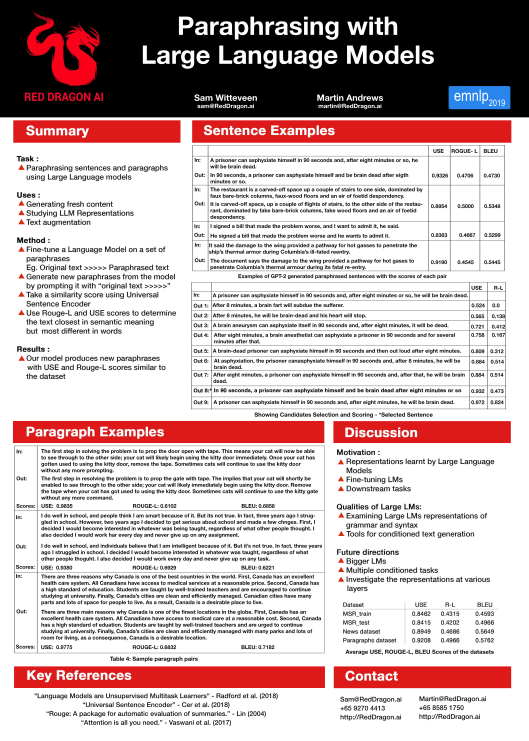 Paraphrasing with
Large Language Models
RED DRAGON AI
Sam Witteveen
sam@RedDragon.ai
Martin Andrews
martin@RedDragon.ai
emnlp 2019
Summary
Task :
Paraphrasing sentences and paragraphs
using Large Language models
Uses :
Generating fresh content
Studying LLM Representations
Text augmentation
Method :
Fine-tune a Language Model on a set of
paraphrases
Eg. Original text >>>>> Paraphrased text
Generate new paraphrases from the model
by prompting it with "original text >>>>>"
Take a similarity score using Universal
Sentence Encoder
Use Rouge-L and USE scores to determine
the text closest in semantic meaning
but most different in words
Results :
Our model produces new paraphrases
with USE and Rouge-L scores similar to
the dataset
Sentence Examples
USE ROUGE- L BLEU
In: A prisoner can asphyxiate himself in 90 seconds and, after eight minutes or so, he
will be brain dead.
Out: In 90 seconds, a prisoner can asphyxiate himself and be brain dead after eigth
minutes or so. 0.9326 0.4706 0.4730
In: The restaurant is a carved-off space up a couple of stairs to one side, dominated by
faux bare-brick columns, faux-wood floors and an air of foetid despondency.
Out: It is carved-off space, up a couple of flights of stairs, to the other side of the restau-
rant, dominated by fake bare-brick columns, fake wood floors and an air of foetid
despondency. 0.8954 0.5000 0.5348
In: I signed a bill that made the problem worse, and I want to admit it, he said.
Out: He signed a bill that made the problem worse and he wants to admit it. 0.8363 0.4667 0.5299
In: It said the damage to the wing provided a pathway for hot gasses to penetrate the
ship's thermal armor during Columbia's ill-fated reentry.
Out: The document says the damage to the wing provided a pathway for hot gasses to
penetrate Columbia's thermal armour during its fatal re-entry. 0.9190 0.4545 0.5445
Examples of GPT-2 generated paraphrased sentences with the scores of each pair
USE R-L
In: A prisoner can asphyxiate himself in 90 seconds and, after eight minutes or so, he will be brain dead.
Out 1: After 8 minutes, a brain fart will subdue the sufferer. 0.524 0.0
Out 2: After 8 minutes, he will be brain-dead and his heart will stop. 0.565 0.138
Out 3: A brain aneurysm can asphyxiate itself in 90 seconds and, after eight minutes, it will be dead. 0.721 0.412
Out 4: After eight minutes, a brain anesthetist can asphyxiate a prisoner in 90 seconds and for several
minutes after that. 0.758 0.167
Out 5: A brain-dead prisoner can asphyxiate himself in 90 seconds and then out loud after eight minutes. 0.809 0.312
Out 6: At asphyxiation, the prisoner canasphyxiate himself in 90 seconds and, after 8 minutes, he will be
brain dead. 0.884 0.514
Out 7: After eight minutes, a prisoner can asphyxiate himself in 90 seconds and, after that, he will be brain
dead. 0.884 0.514
Out 8:* In 90 seconds, a prisoner can asphyxiate himself and be brain dead after eight minutes or so 0.932 0.473
Out 9: A prisoner can asphyxiate himself in 90 seconds and, after eight minutes, he will be brain dead. 0.972 0.824
Showing Candidates Selection and Scoring - *Selected Sentence
Paragraph Examples
In: The first step in solving the problem is to prop the door open with tape. This means your cat will now be able
to see through to the other side; your cat will likely begin using the kitty door immediately. Once your cat has
gotten used to using the kitty door, remove the tape. Sometimes cats will continue to use the kitty door
without any more prompting.
Out: The first step in resolving the problem is to prop the gate with tape. The implies that your cat will shortly be
enabled to see through to the other side; your cat will likely immediately begin using the kitty door. Remove
the tape when your cat has got used to using the kitty door. Sometimes cats will continue to use the kitty gate
without any more command.
Scores: USE: 0.9635 ROUGE-L: 0.6102 BLEU: 0.6858
In: I do well in school, and people think I am smart because of it. But its not true. In fact, three years ago I strug-
gled in school. However, two years ago I decided to get serious about school and made a few chnges. First, I
decided I would become interested in whatever was being taught, regardless of what other people thought. I
also decided I would work har every day and never give up on any assignment.
Out: I do well in school, and individuals believe that I am intelligent because of it. But it's not true. In fact, three years
ago I struggled in school. I decided I would become interested in whatever was taught, regardless of what
other people thoguht. I also decided I would work every day and never give up on any task.
Scores: USE: 0.9380 ROUGE-L: 0.6929 BLEU: 0.6221
In: There are three reasons why Canada is one of the best countries in the world. First, Canada has an excellent
health care system. All Canadians have access to medical services at a reasonable price. Second, Canada has
a high standard of education. Students are taught by well-trained teachers and are encouraged to continue
studying at university. Finally, Canada's cities are clean and efficiently managed. Canadian cities have many
parks and lots of space for people to live. As a result, Canada is a desirable place to live.
Out: There are three main reasons why Canada is one of the finest locations in the globe. First, Canada has an
excellent health care system. All Canadians have access to medical care at a reasonable cost. Second, Canada
has a high standard of eduation. Students are taught by well-trained teachers and are urged to continue
studying at university. Finally, Canada's cities are clean and efficiently managed with many parks and lots of
room for living, as a consequence, Canada is a desirable location.
Scores: USE: 0.9775 ROUGE-L: 0.6832 BLEU: 0.7182
Table 4: Sample paragraph pairs
Discussion
Motivation :
Representations learnt by Large Language
Models
Fine-tuning LMs
Downstream tasks
Qualities of Large LMs:
Examining Large LMs representations of
grammar and syntax
Tools for conditioned text generation
Future directions
Bigger LMs
Multiple conditioned tasks
Investigate the representations at various
layers
Dataset USE R-L BLEU
MSR_train 0.8462 0.4315 0.4593
MSR_test 0.8415 0.4202 0.4966
News dataset 0.8949 0.4686 0.5649
Paragraphs dataset 0.9208 0.4966 0.5762
Average USE, ROUGE-L, BLEU Scores of the datasets
Key References
"Language Models are Unsupervised Multitask Learners" - Radford et al. (2018)
"Universal Sentence Encoder" - Cer et al. (2018)
"Rouge: A package for automatic evaluation of summaries." - Lin (2004)
"Attention is all you need." - Vaswani et al. (2017)
Contact
Sam@RedDragon.ai
+65 9270 4413
http://RedDragon.ai
Martin@RedDragon.ai
+65 8585 1750
http://RedDragon.ai